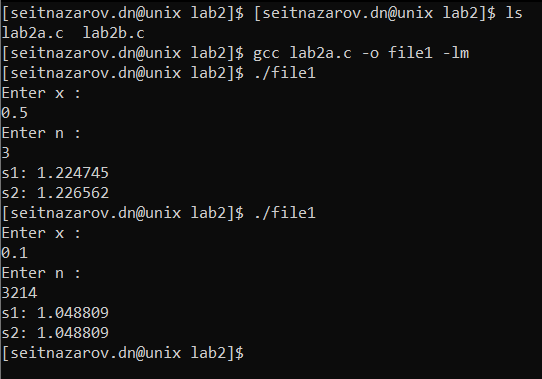 [seitnazarov.dn@unix lab2]$ [seitnazarov.dn@unix lab2]$ ls
lab2a.c  lab2b.c
[seitnazarov.dn@unix lab2]$ gcc lab2a.c -o file1 -lm
[seitnazarov.dn@unix lab2]$ ./file1
Enter x :
0.5
Enter n :
3
s1: 1.224745
s2: 1.226562
[seitnazarov.dn@unix lab2]$ ./file1
Enter x :
0.1
Enter n :
3214
s1: 1.048809
s2: 1.048809
[seitnazarov.dn@unix lab2]$